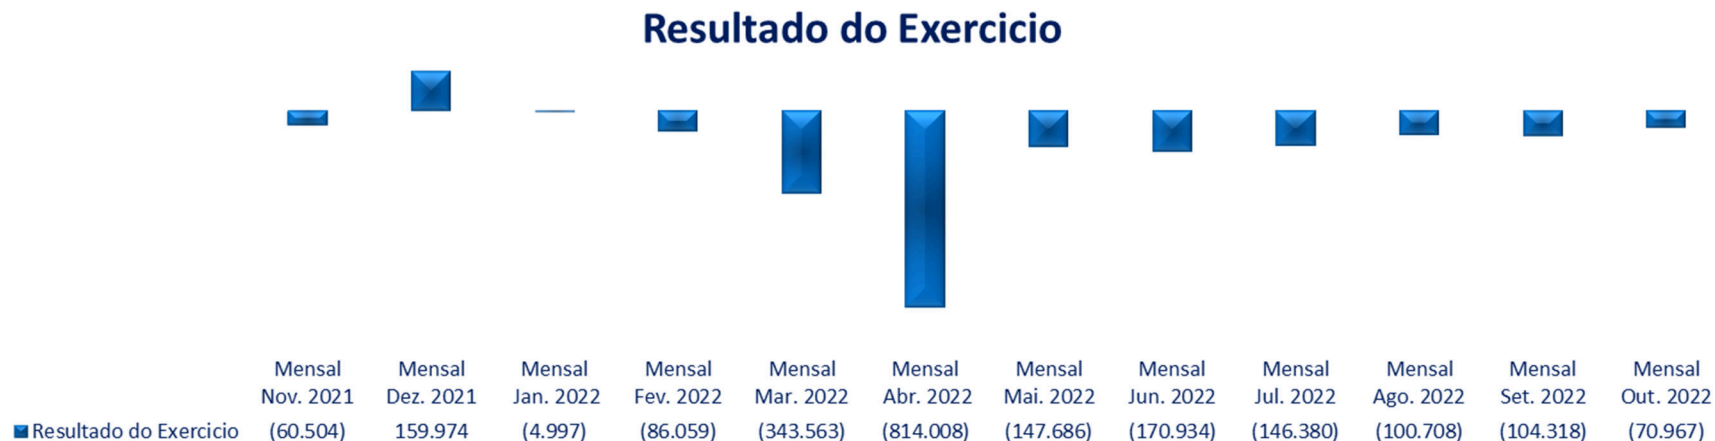 Resultado do Exercicio
Mensal Mensal Mensal Mensal Mensal Mensal Mensal Mensal Mensal Mensal Mensal Mensal
Nov. 2021 Dez. 2021 Jan. 2022 Fev. 2022 Mar. 2022 Abr. 2022 Mai. 2022 Jun. 2022 Jul. 2022 Ago. 2022 Set. 2022 Out. 2022
Resultado do Exercicio (60.504) 159.974 (4.997) (86.059) (343.563) (814.008) (147.686) (170.934) (146.380) (100.708) (104.318) (70.967)